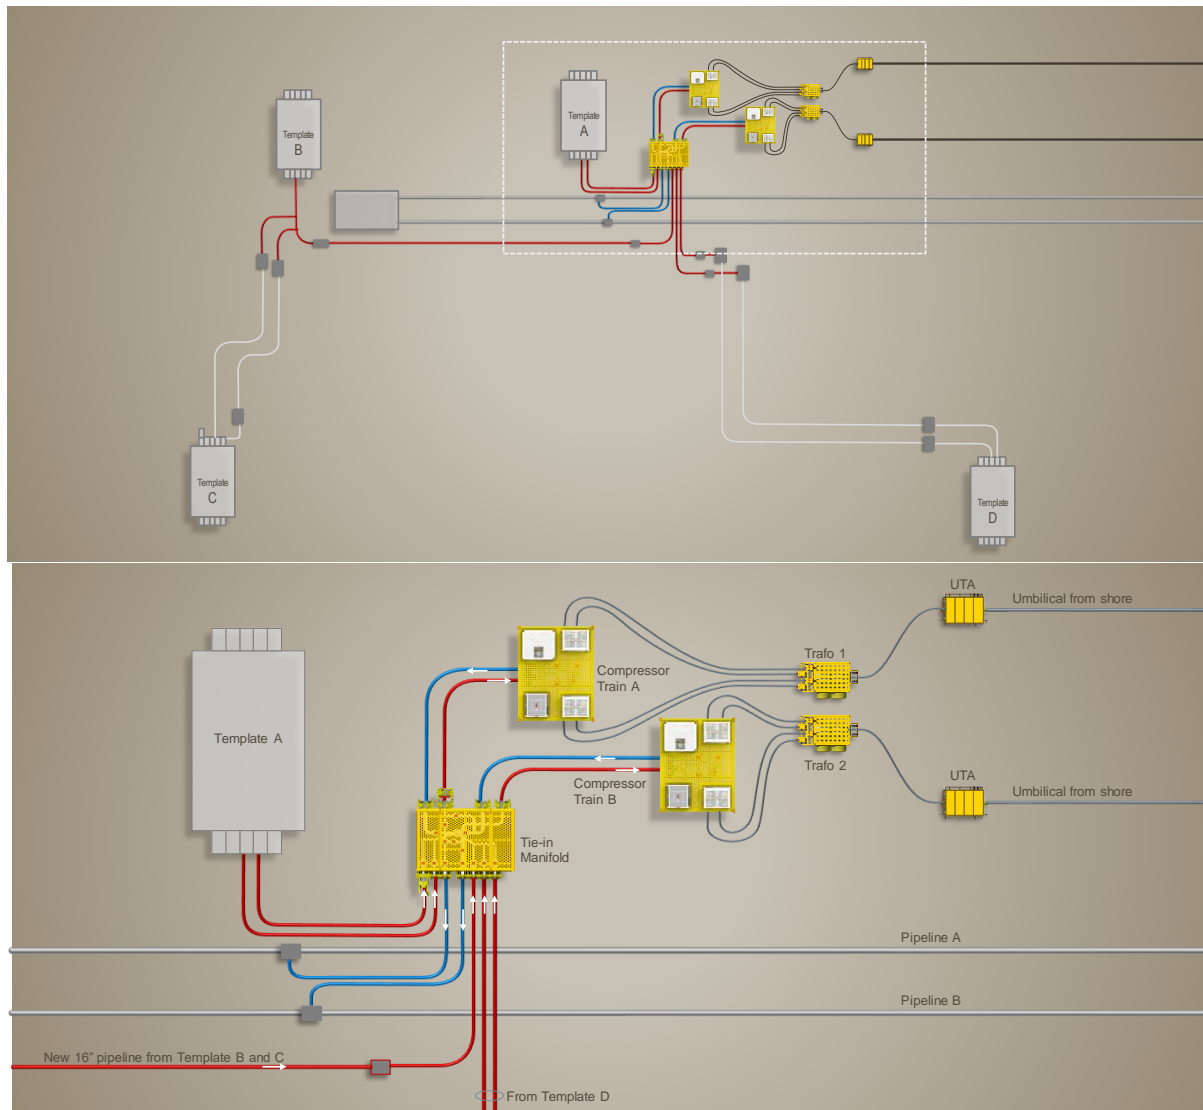 Template
A
Template
B
Template
C
Template
D
UTA
Umbilical from shore
Trafo 1
Compressor
Train A
Template A
Trafo 2
Compressor
Train B
UTA
Umbilical from shore
Tie-in
Manifold
Pipeline A
Pipeline B
New 16” pipeline from Template B and C
From Template D